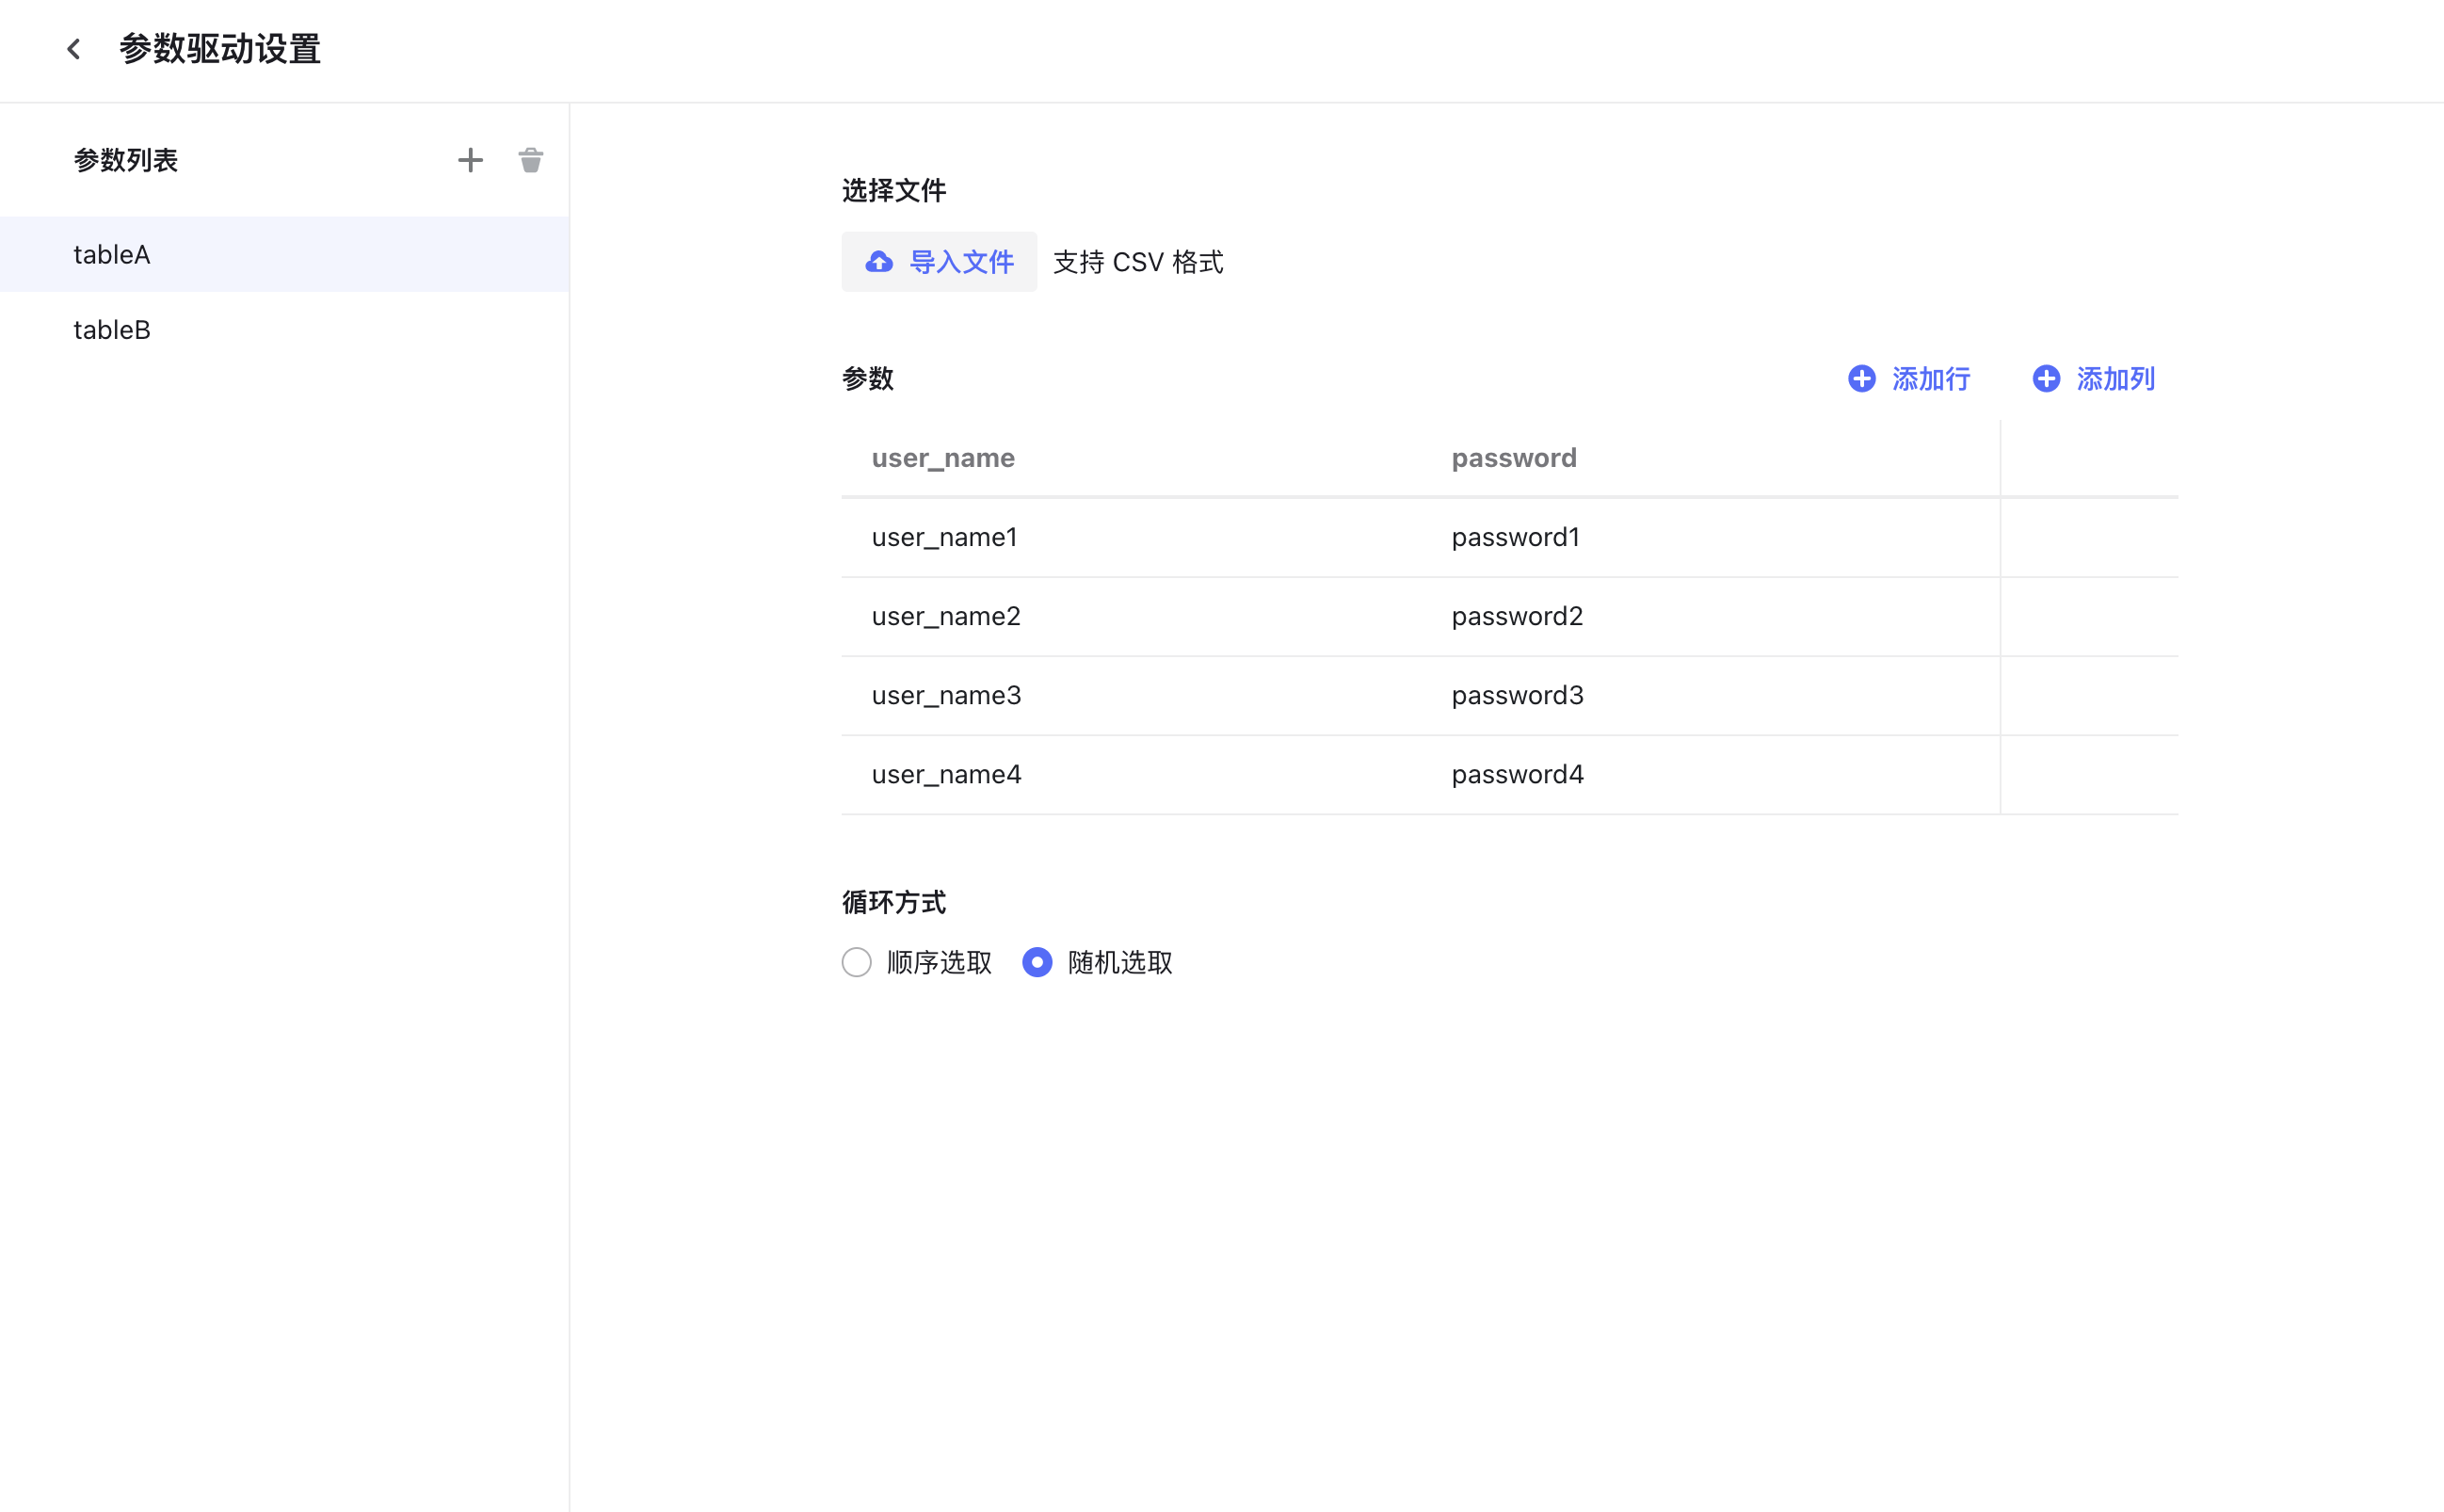 参数驱动设置
参数列表
tableA
tableB
选择文件
导入文件 支持 CSV 格式
参数 添加行 添加列
user_name password
user_name1 password1
user_name2 password2
user_name3 password3
user_name4 password4
循环方式
顺序选取 随机选取